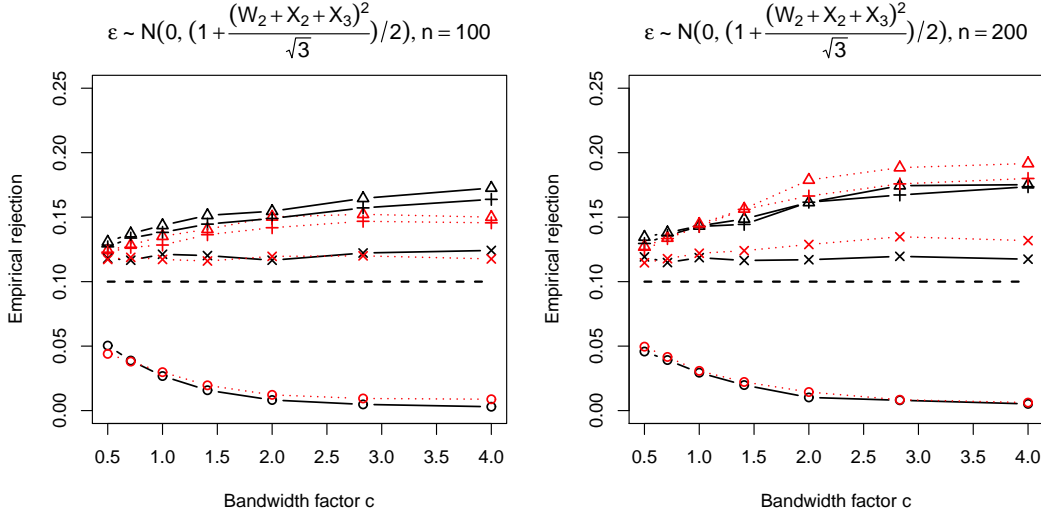 ε ~ N(0, (1+(W₂+X₂+X₃)²/√3)/2), n = 100
Empirical rejection
0.25
0.20
0.15
0.10
0.05
0.00
0.5 1.0 1.5 2.0 2.5 3.0 3.5 4.0
Bandwidth factor c
ε ~ N(0, (1+(W₂+X₂+X₃)²/√3)/2), n = 200
Empirical rejection
0.25
0.20
0.15
0.10
0.05
0.00
0.5 1.0 1.5 2.0 2.5 3.0 3.5 4.0
Bandwidth factor c